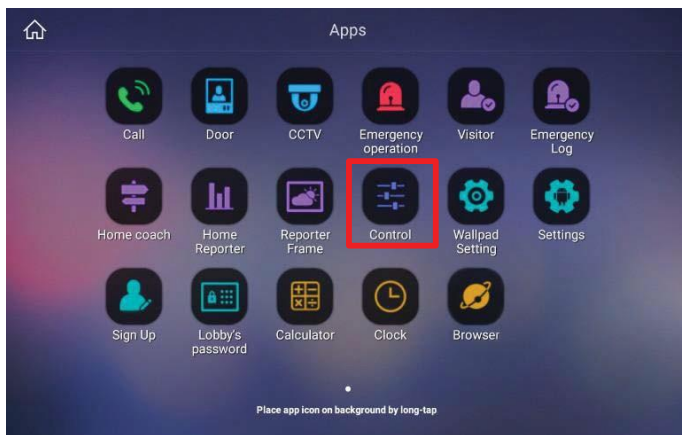 Apps
Call
Door
CCTV
Emergency
operation
Visitor
Emergency
Log
Home coach
Home
Reporter
Reporter
Frame
Control
Wallpad
Setting
Settings
Sign Up
Lobby's
password
Calculator
Clock
Browser
Place app icon on background by long-tap